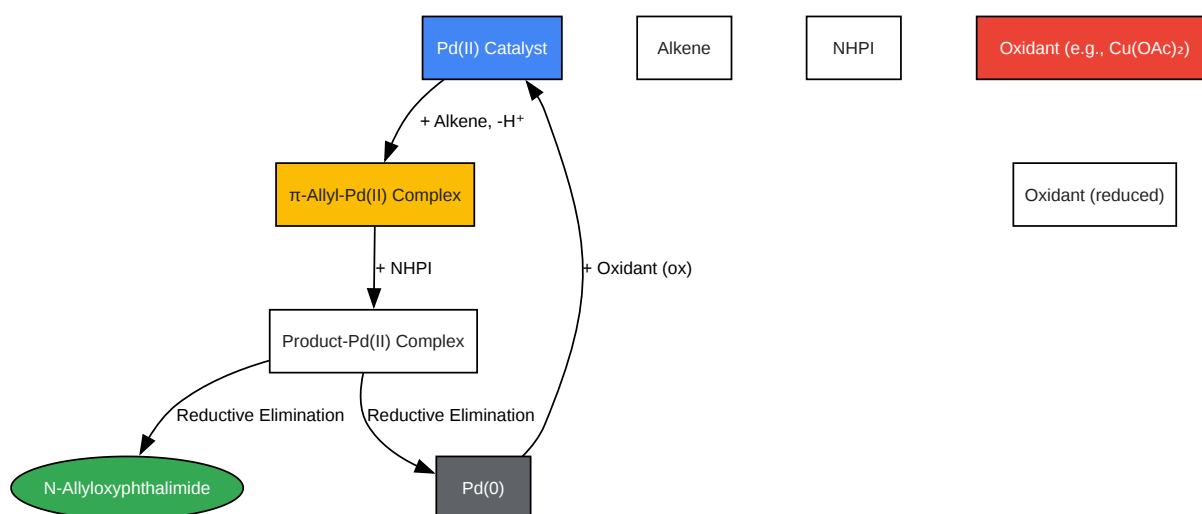 Pd(II) Catalyst
Alkene
NHPI
Oxidant (e.g., Cu(OAc)₂)
+ Alkene, -H⁺
π-Allyl-Pd(II) Complex
Oxidant (reduced)
+ NHPI
+ Oxidant (ox)
Product-Pd(II) Complex
Reductive Elimination
Reductive Elimination
N-Allyloxyphthalimide
Pd(0)